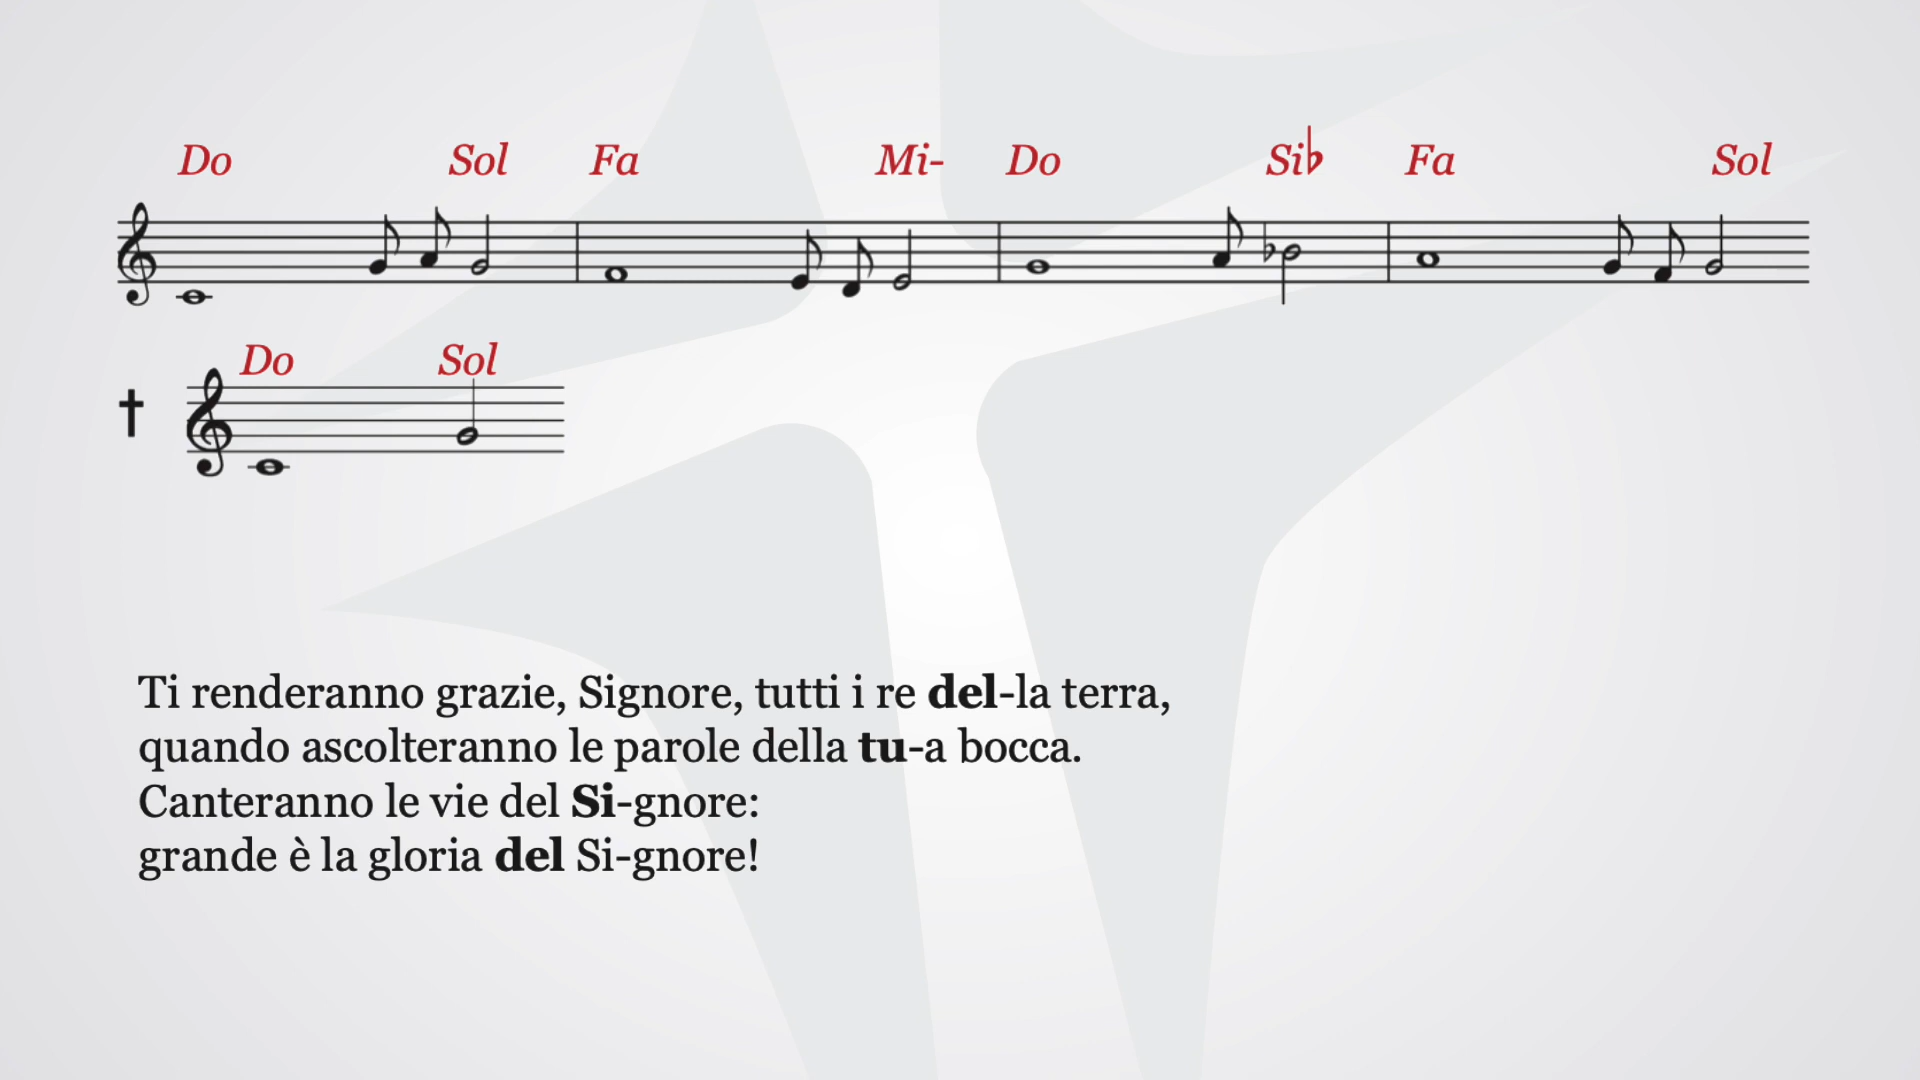 Do Sol Fa Mi- Do Si♭ Fa Sol
Do Sol
†
Ti renderanno grazie, Signore, tutti i re del-la terra,
quando ascolteranno le parole della tu-a bocca.
Canteranno le vie del Si-gnore:
grande è la gloria del Si-gnore!